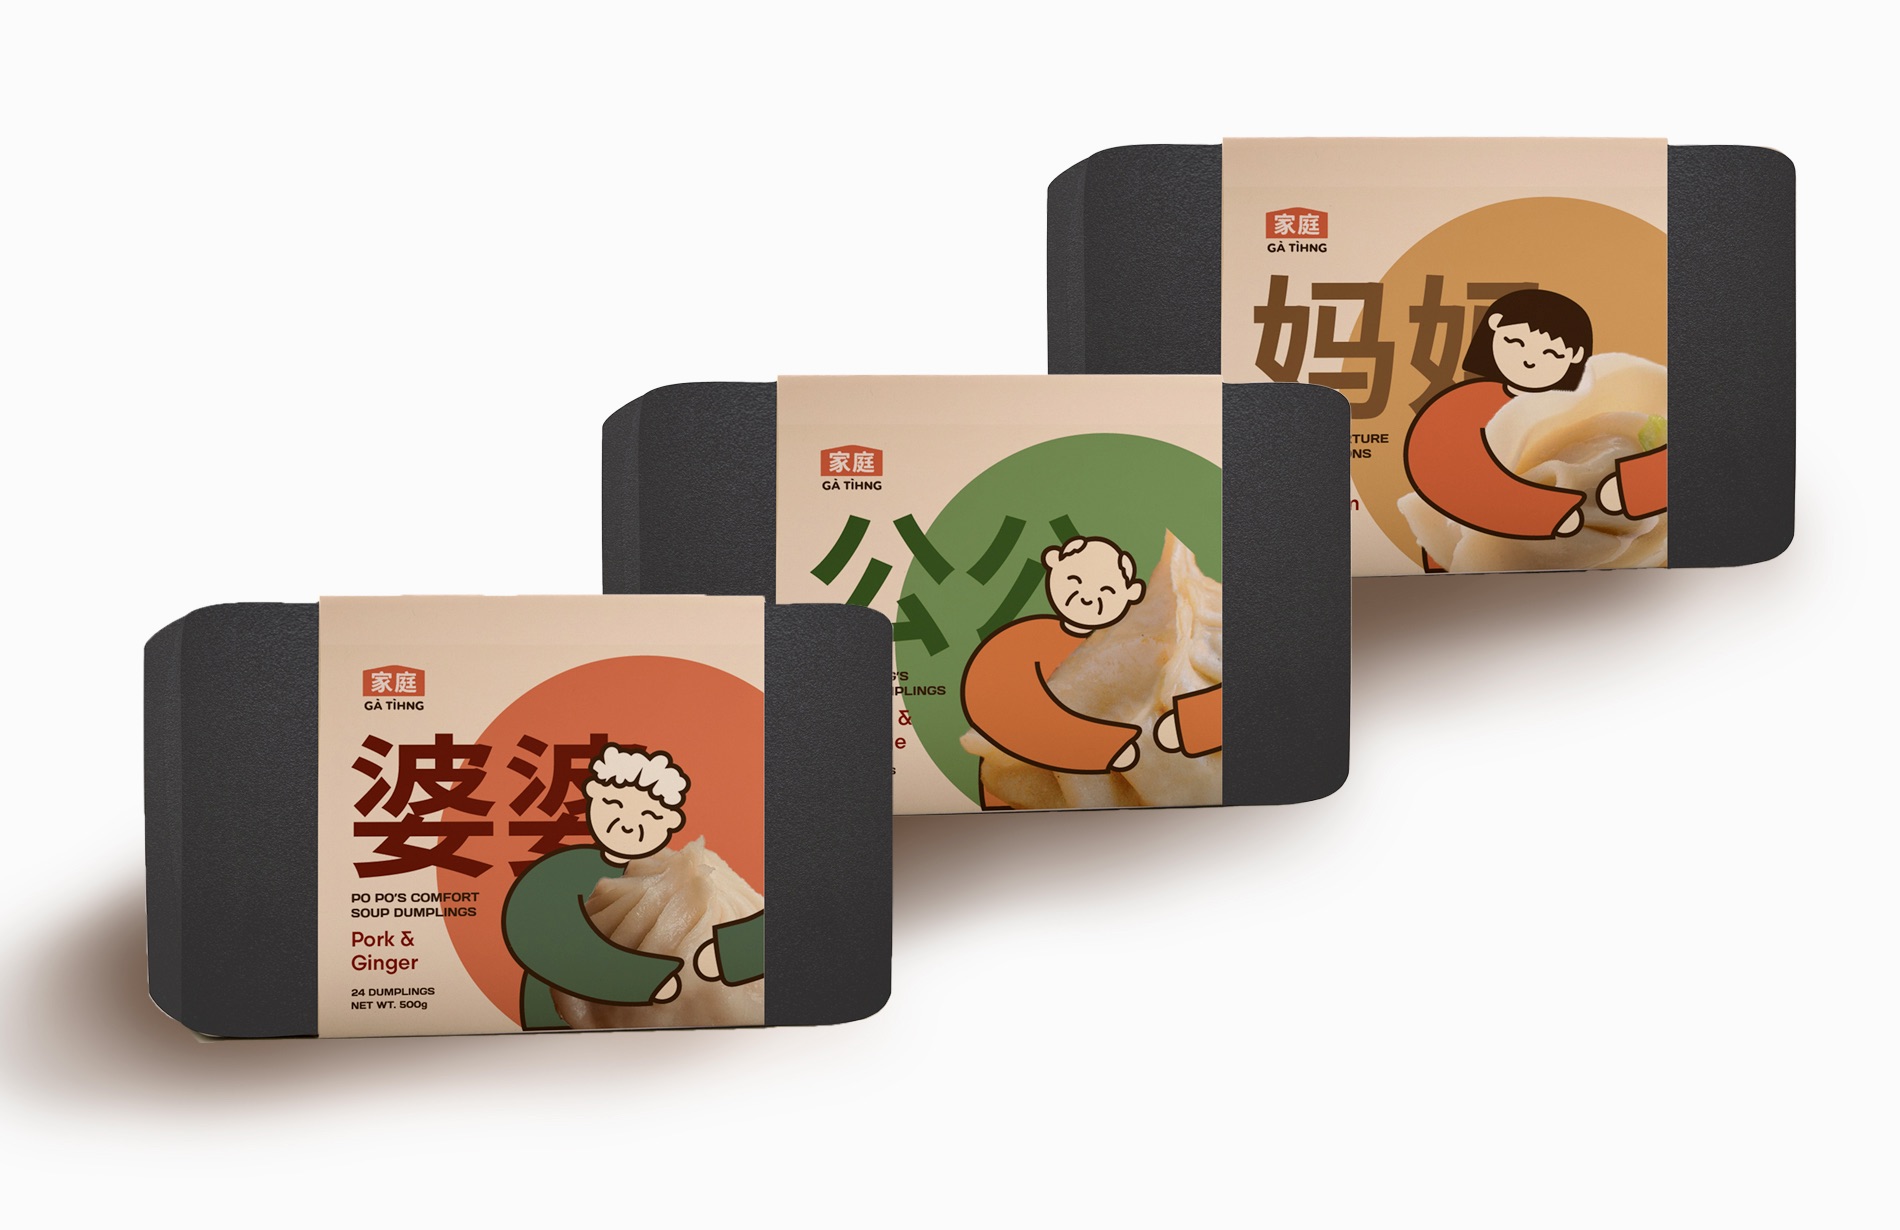 家庭
GÀ TÌHNG
婆婆
PO PO'S COMFORT
SOUP DUMPLINGS
Pork &
Ginger
24 DUMPLINGS
NET WT. 500g
家庭
GÀ TÌHNG
公公
&
家庭
GÀ TÌHNG
妈妈